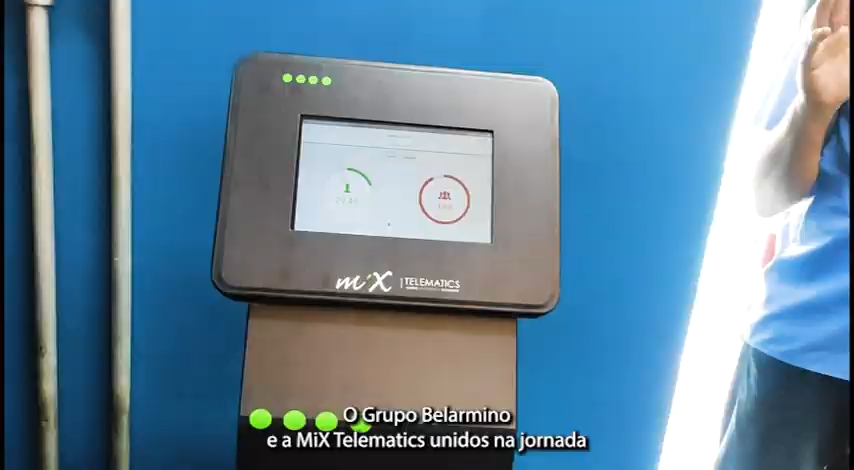 MiX | TELEMATICS
O Grupo Belarmino
e a MiX Telematics unidos na jornada